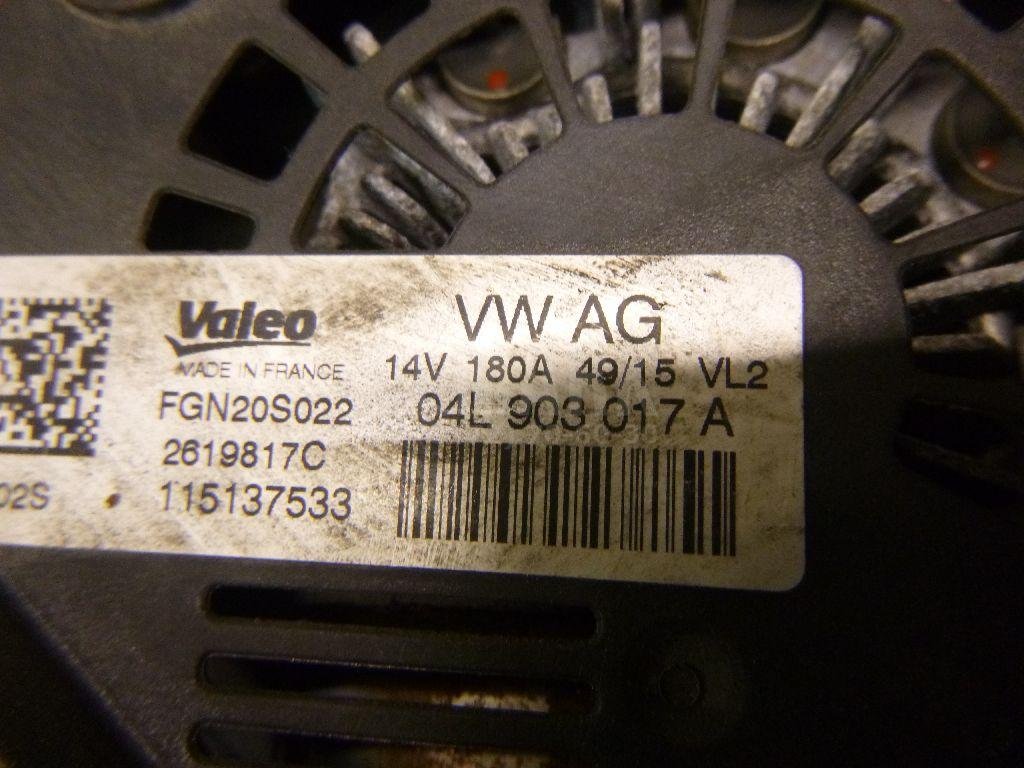 Valeo
MADE IN FRANCE
FGN20S022
2619817C
115137533
02S
VW AG
14V 180A 49/15 VL2
04L 903 017 A